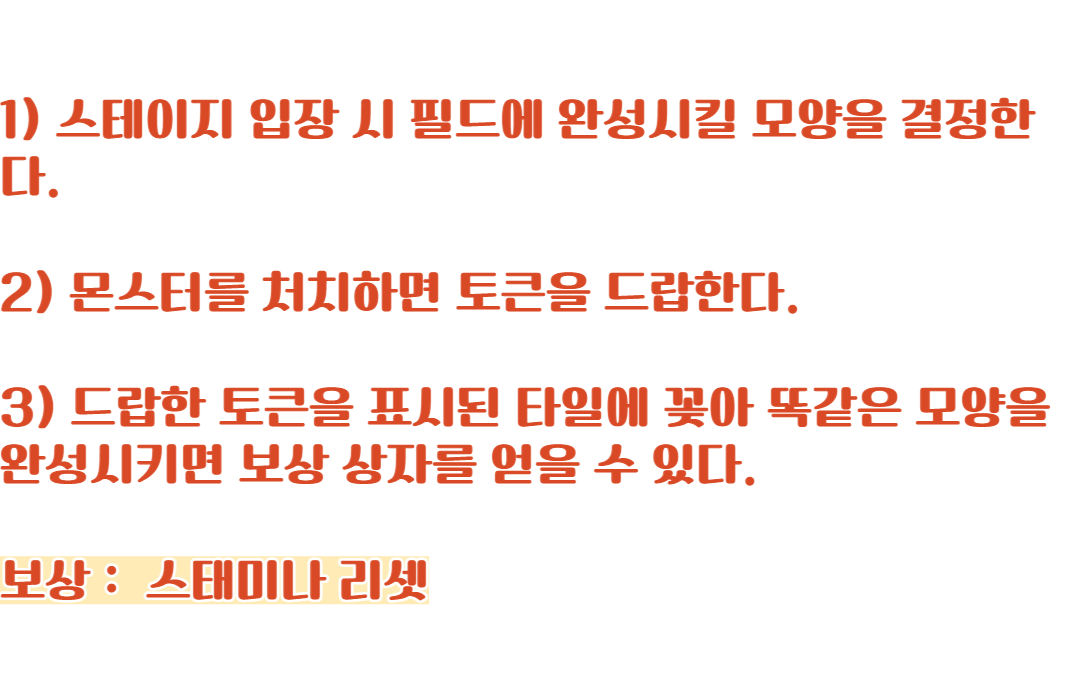 1) 스테이지 입장 시 필드에 완성시킬 모양을 결정한
다.
2) 몬스터를 처치하면 토큰을 드랍한다.
3) 드랍한 토큰을 표시된 타일에 꽂아 똑같은 모양을
완성시키면 보상 상자를 얻을 수 있다.
보상 : 스태미나 리셋